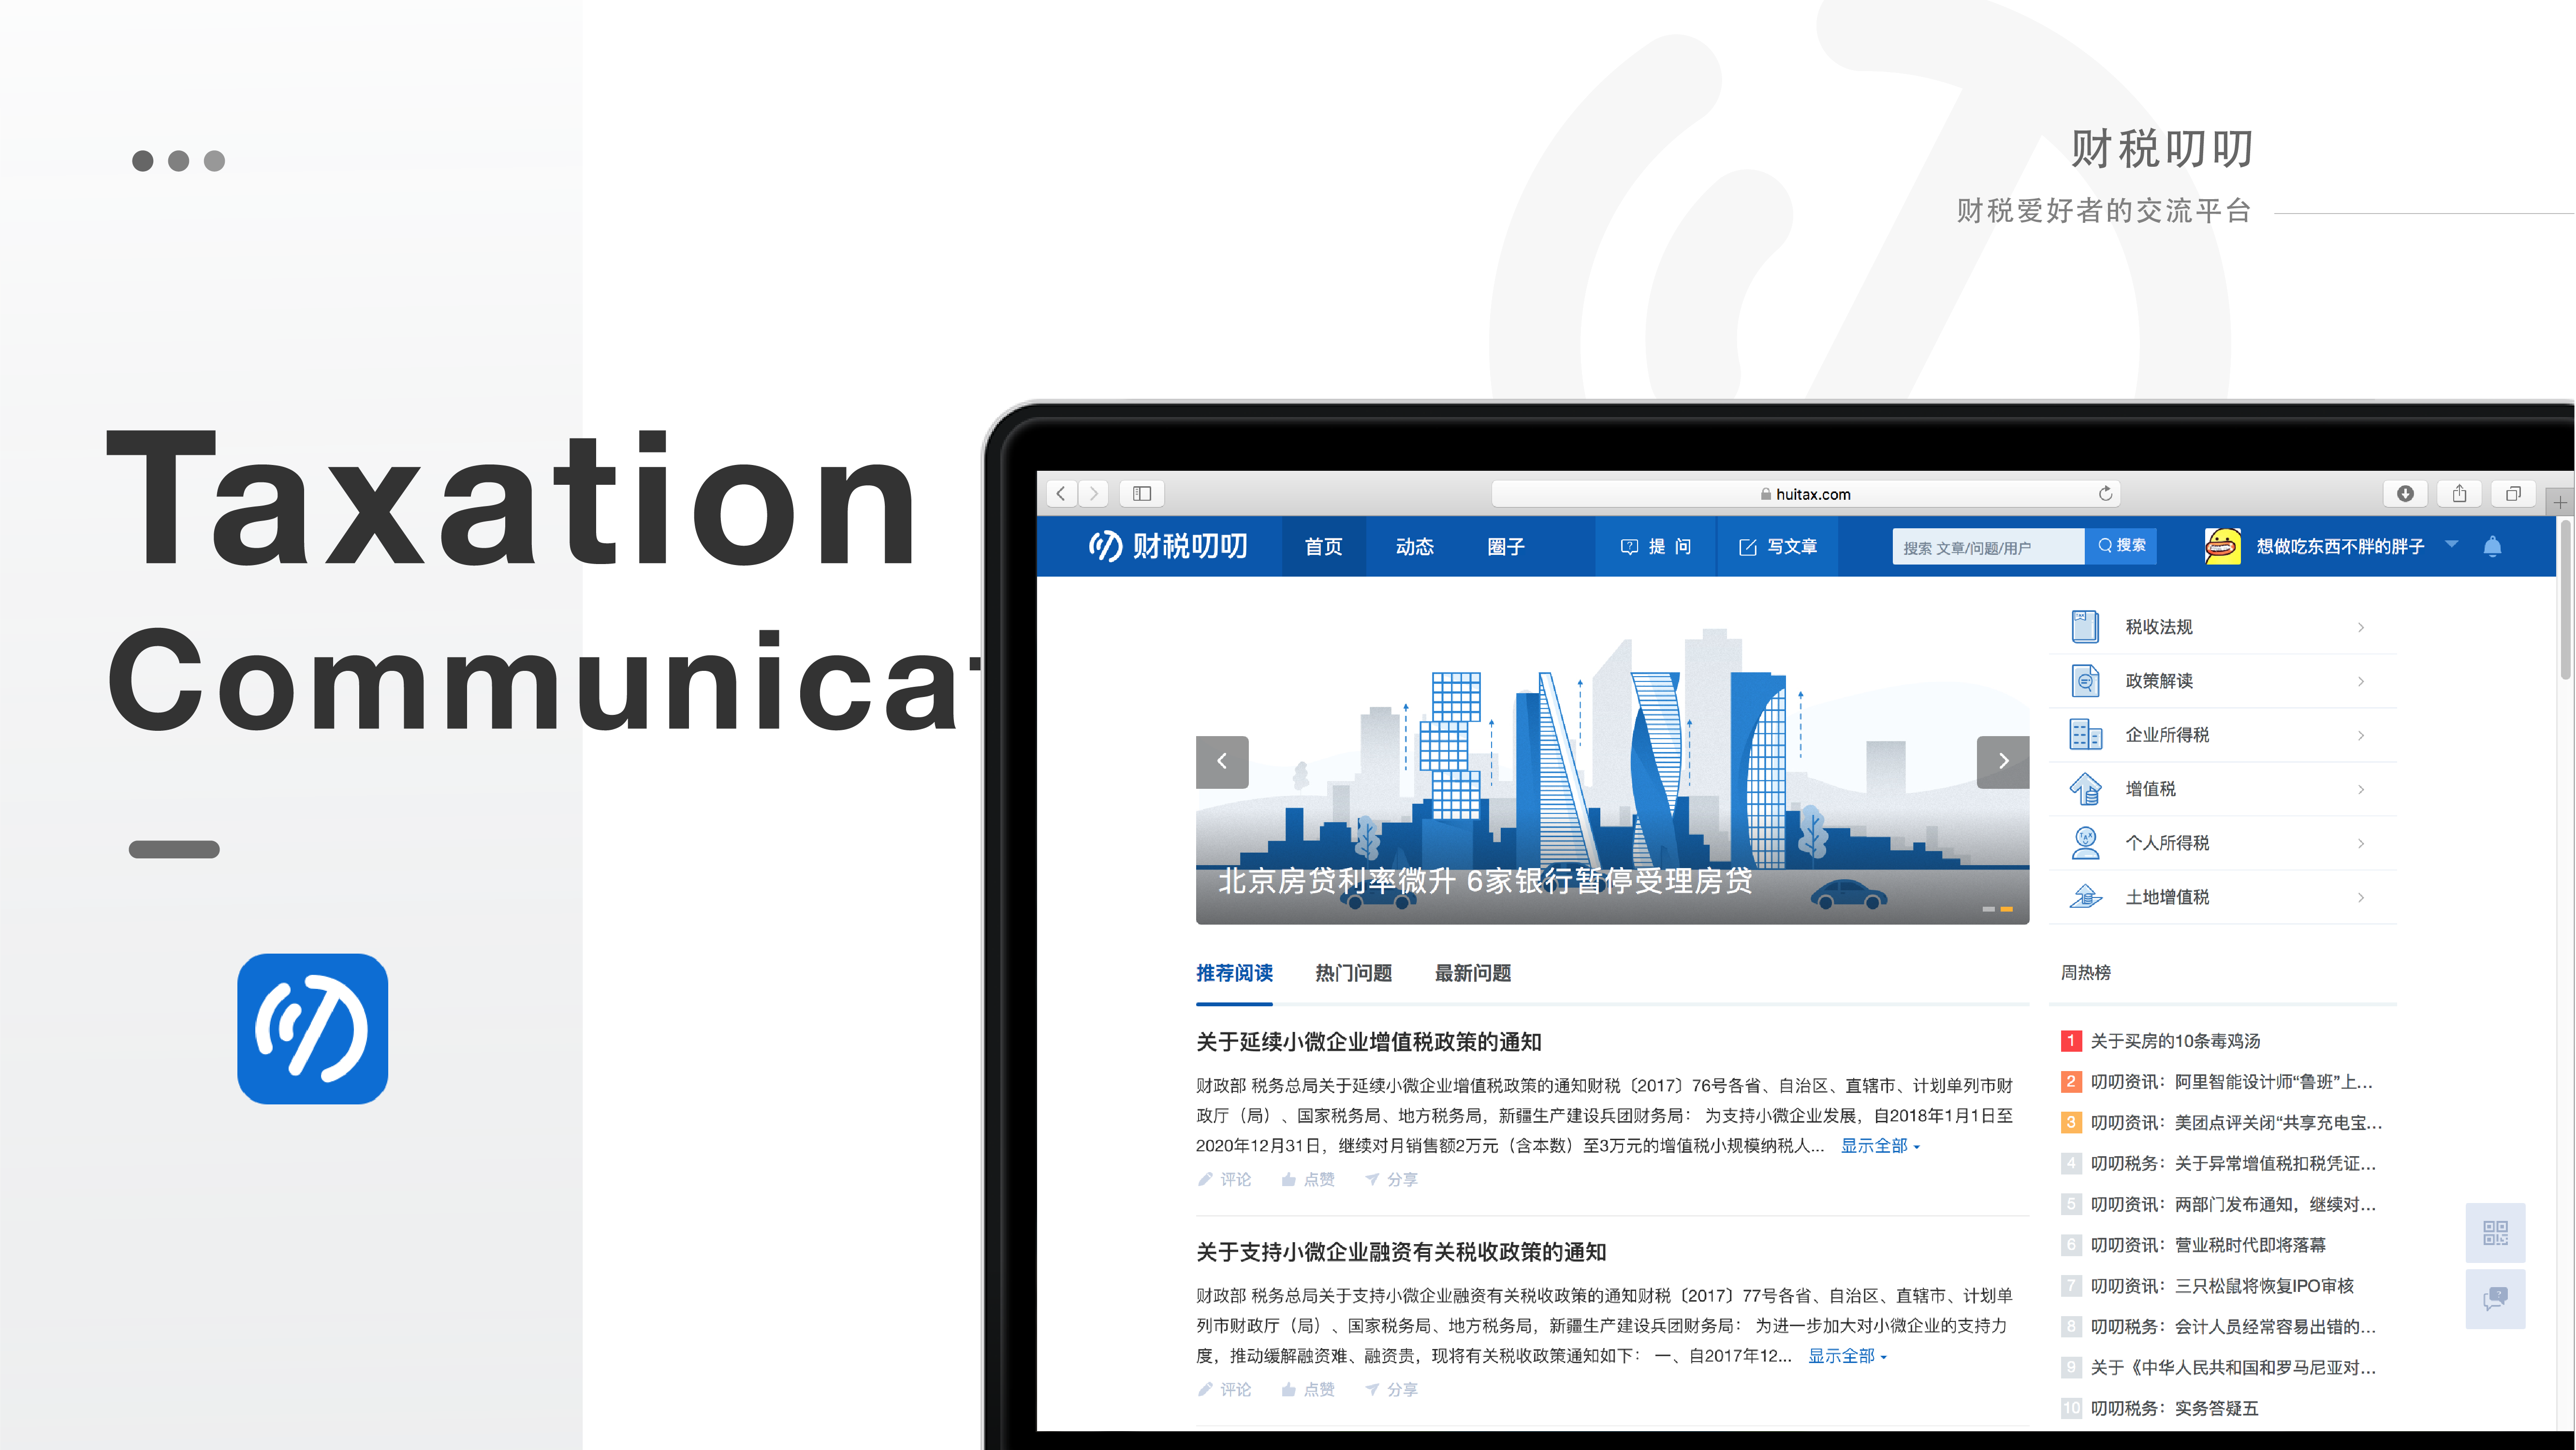 财税叨叨
财税爱好者的交流平台
Taxation
Communicat
huitax.com
财税叨叨 首页 动态 圈子 提 问 写文章 搜索 文章/问题/用户 搜索 想做吃东西不胖的胖子
北京房贷利率微升 6家银行暂停受理房贷
税收法规
政策解读
企业所得税
增值税
个人所得税
土地增值税
推荐阅读 热门问题 最新问题
关于延续小微企业增值税政策的通知
财政部 税务总局关于延续小微企业增值税政策的通知财税〔2017〕76号各省、自治区、直辖市、计划单列市财
政厅（局）、国家税务局、地方税务局，新疆生产建设兵团财务局： 为支持小微企业发展，自2018年1月1日至
2020年12月31日，继续对月销售额2万元（含本数）至3万元的增值税小规模纳税人... 显示全部
评论 点赞 分享
关于支持小微企业融资有关税收政策的通知
财政部 税务总局关于支持小微企业融资有关税收政策的通知财税〔2017〕77号各省、自治区、直辖市、计划单
列市财政厅（局）、国家税务局、地方税务局，新疆生产建设兵团财务局： 为进一步加大对小微企业的支持力
度，推动缓解融资难、融资贵，现将有关税收政策通知如下： 一、自2017年12... 显示全部
评论 点赞 分享
周热榜
1 关于买房的10条毒鸡汤
2 叨叨资讯：阿里智能设计师“鲁班”上...
3 叨叨资讯：美团点评关闭“共享充电宝...
4 叨叨税务：关于异常增值税扣税凭证...
5 叨叨资讯：两部门发布通知，继续对...
6 叨叨资讯：营业税时代即将落幕
7 叨叨资讯：三只松鼠将恢复IPO审核
8 叨叨税务：会计人员经常容易出错的...
9 关于《中华人民共和国和罗马尼亚对...
10 叨叨税务：实务答疑五